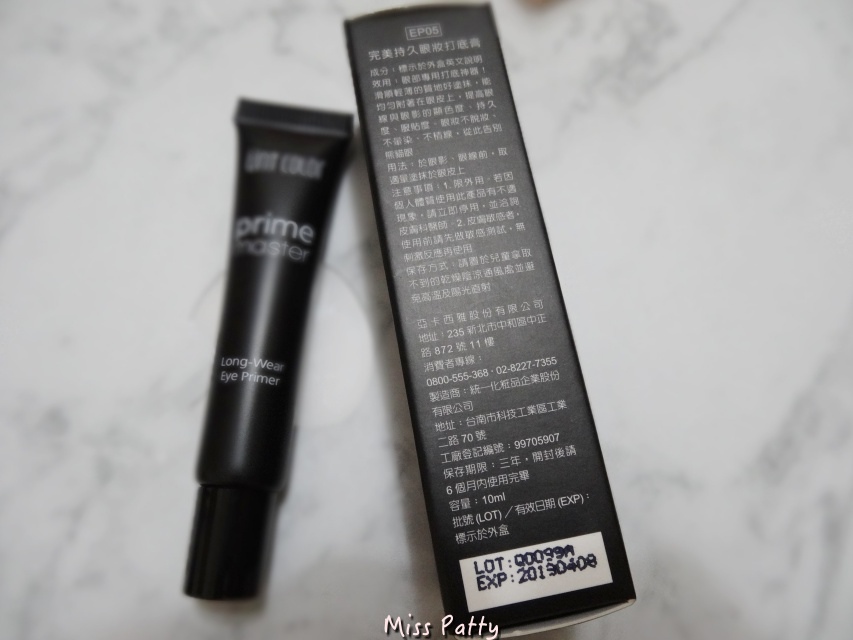 prime
master
Long-Wear
Eye Primer
EP05
完美持久眼妝打底膏
成分：標示於外盒英文說明
效用：眼部專用打底神器！
滑順輕薄的質地好塗抹，能
均勻附著在眼皮上，提高眼
線與眼影的顯色度、持久
度、服貼度、眼妝不脫妝、
不暈染、不積線，從此告別
熊貓眼
用法：於眼影、眼線前，取
適量塗抹於眼皮上
注意事項：1. 限外用，若因
個人體質使用此產品有不適
現象，請立即停用，並洽詢
皮膚科醫師　2. 皮膚敏感者，
使用前請先做敏感測試，無
刺激反應再使用
保存方式：請置於兒童拿取
不到的乾燥陰涼通風處並避
免高溫及陽光直射
亞卡西雅股份有限公司
地址：235 新北市中和區中正
路 872 號 11 樓
消費者專線：
0800-555-368‧02-8227-7355
製造商：統一化粧品企業股份
有限公司
地址：台南市科技工業區工業
二路 70 號
工廠登記編號：99705907
保存期限：三年，開封後請
6 個月內使用完畢
容量：10ml
批號 (LOT) ／有效日期 (EXP)：
標示於外盒
LOT:QD099A
EXP:20190408
Miss Patty